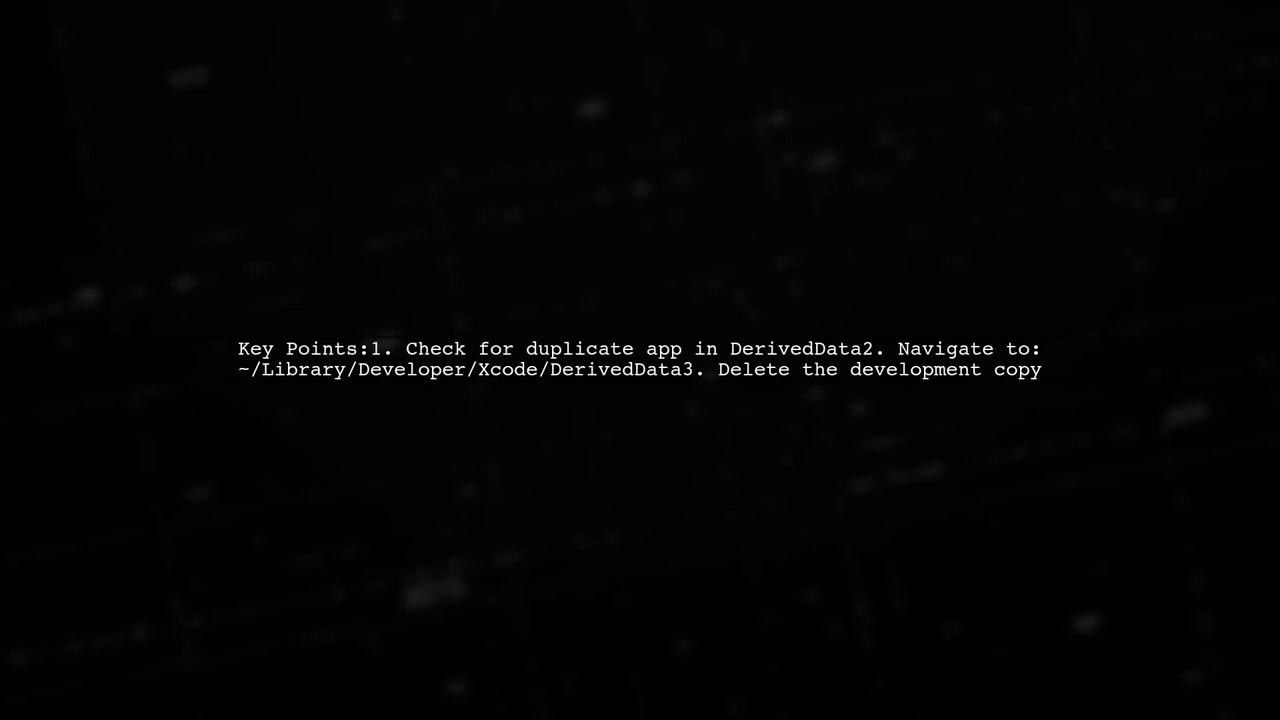 Key Points:1. Check for duplicate app in DerivedData2. Navigate to:
~/Library/Developer/Xcode/DerivedData3. Delete the development copy